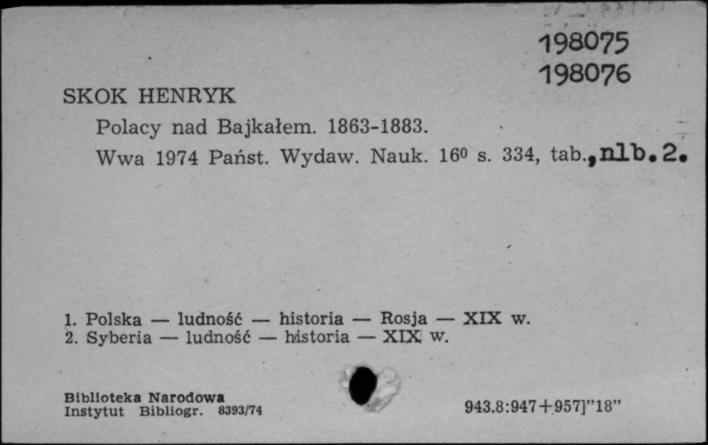 198075
198076
SKOK HENRYK
Polacy nad Bajkałem. 1863-1883.
Wwa 1974 Państ. Wydaw. Nauk. 16⁰ s. 334, tab., nlb. 2.
1. Polska — ludność — historia — Rosja — XIX w.
2. Syberia — ludność — historia — XIX w.
Biblioteka Narodowa
Instytut Bibliogr. 8393/74
943.8:947+957]"18"